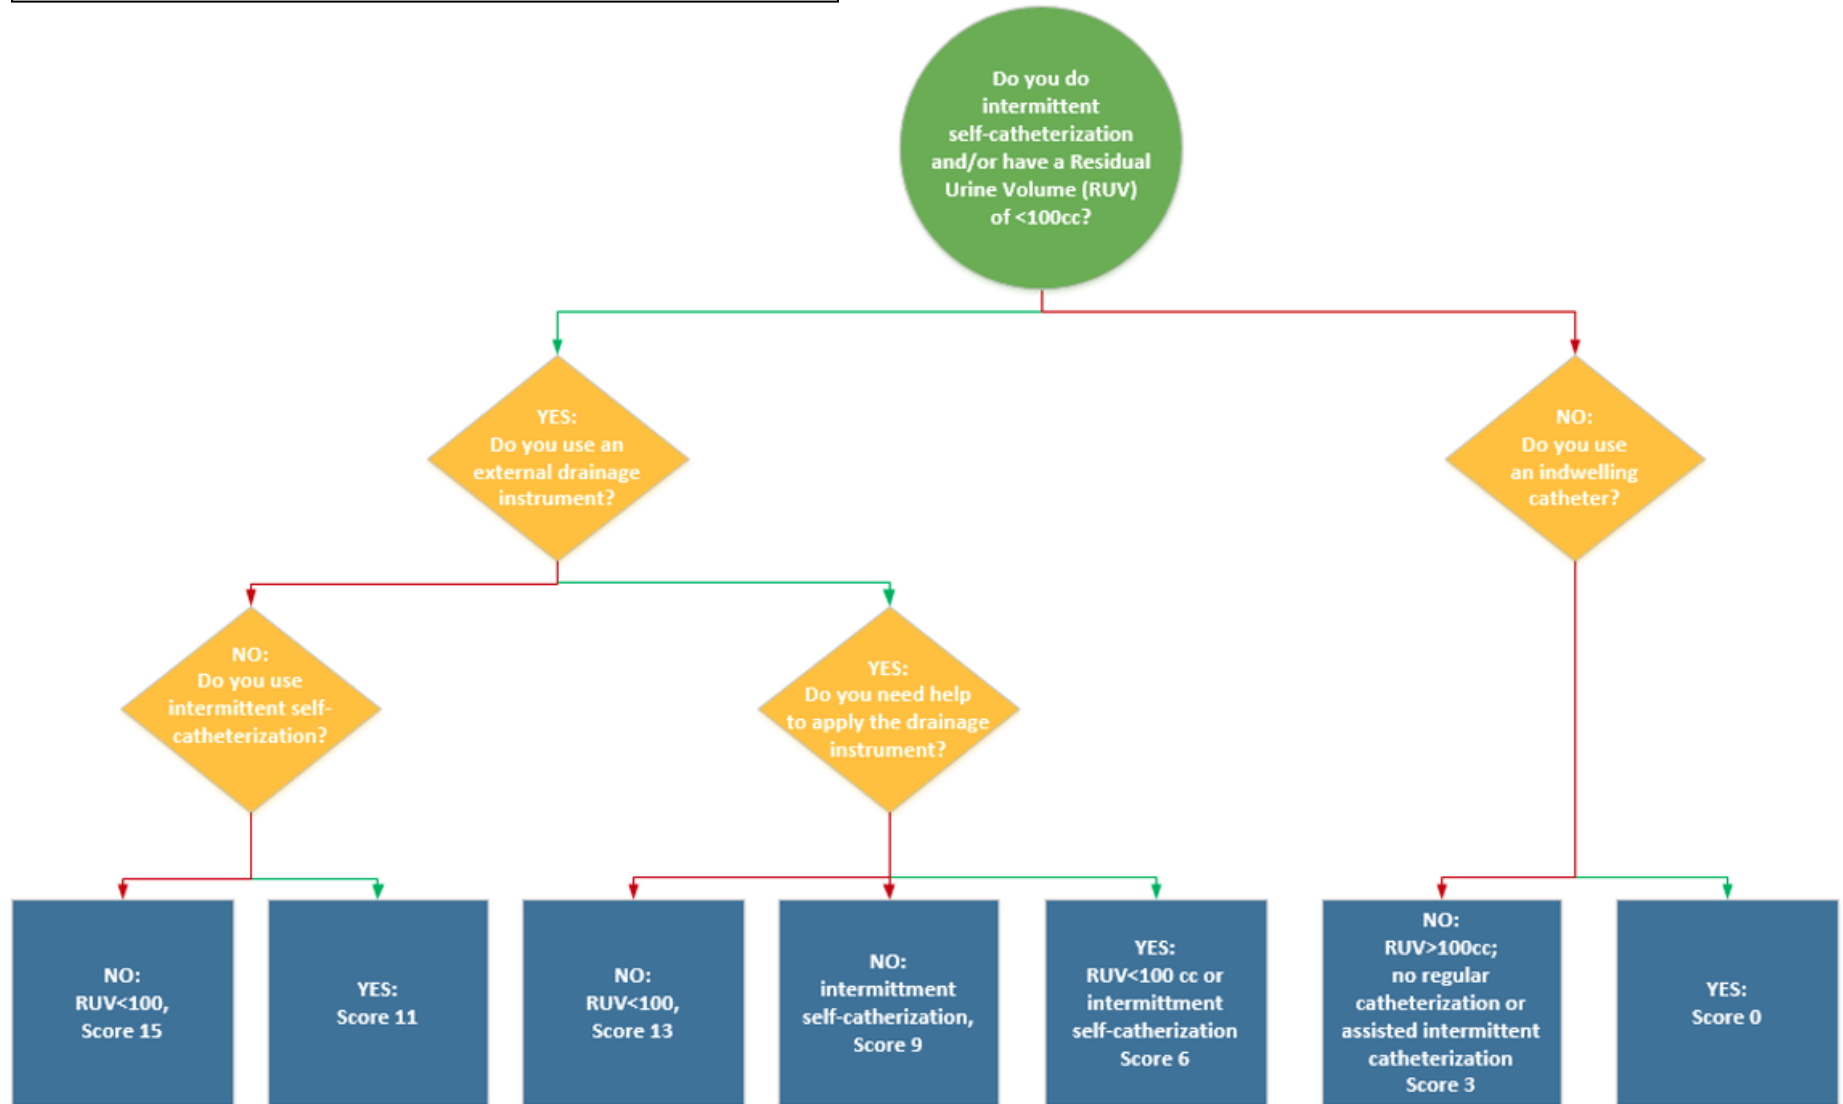 Do you do
intermittent
self-catheterization
and/or have a Residual
Urine Volume (RUV)
of <100cc?
YES:
Do you use an
external drainage
instrument?
NO:
Do you use
an indwelling
catheter?
NO:
Do you use
intermittent self-
catheterization?
YES:
Do you need help
to apply the drainage
instrument?
NO:
RUV<100,
Score 15
YES:
Score 11
NO:
RUV<100,
Score 13
NO:
intermittment
self-catherization,
Score 9
YES:
RUV<100 cc or
intermittment
self-catherization
Score 6
NO:
RUV>100cc;
no regular
catheterization or
assisted intermittent
catheterization
Score 3
YES:
Score 0